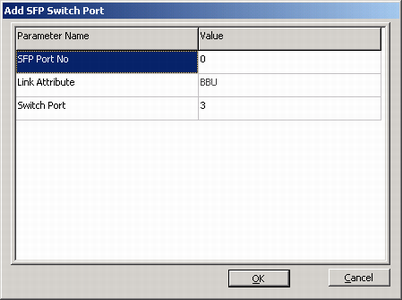 Add SFP Switch Port
Parameter Name Value
SFP Port No 0
Link Attribute BBU
Switch Port 3
OK Cancel